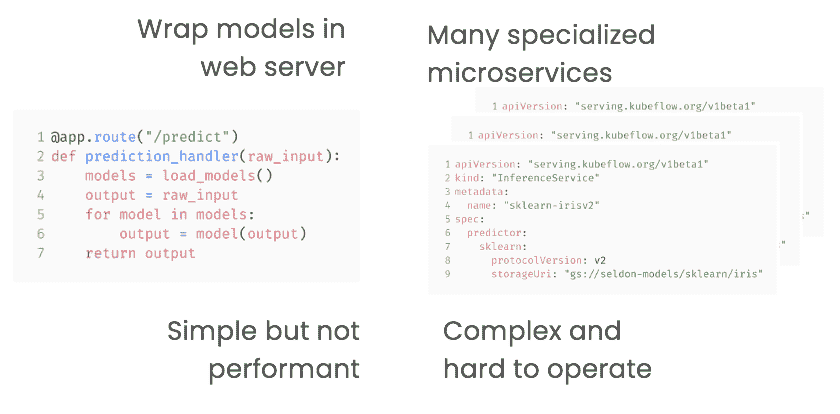 Wrap models in
web server
1 @app.route("/predict")
2 def prediction_handler(raw_input):
3     models = load_models()
4     output = raw_input
5     for model in models:
6         output = model(output)
7     return output
Simple but not
performant
Many specialized
microservices
1 apiVersion: "serving.kubeflow.org/v1beta1"
1 apiVersion: "serving.kubeflow.org/v1beta1"
1 apiVersion: "serving.kubeflow.org/v1beta1"
2 kind: "InferenceService"
3 metadata:
4   name: "sklearn-irisv2"
5 spec:
6   predictor:
7     sklearn:
8       protocolVersion: v2
9       storageUri: "gs://seldon-models/sklearn/iris"
Complex and
hard to operate